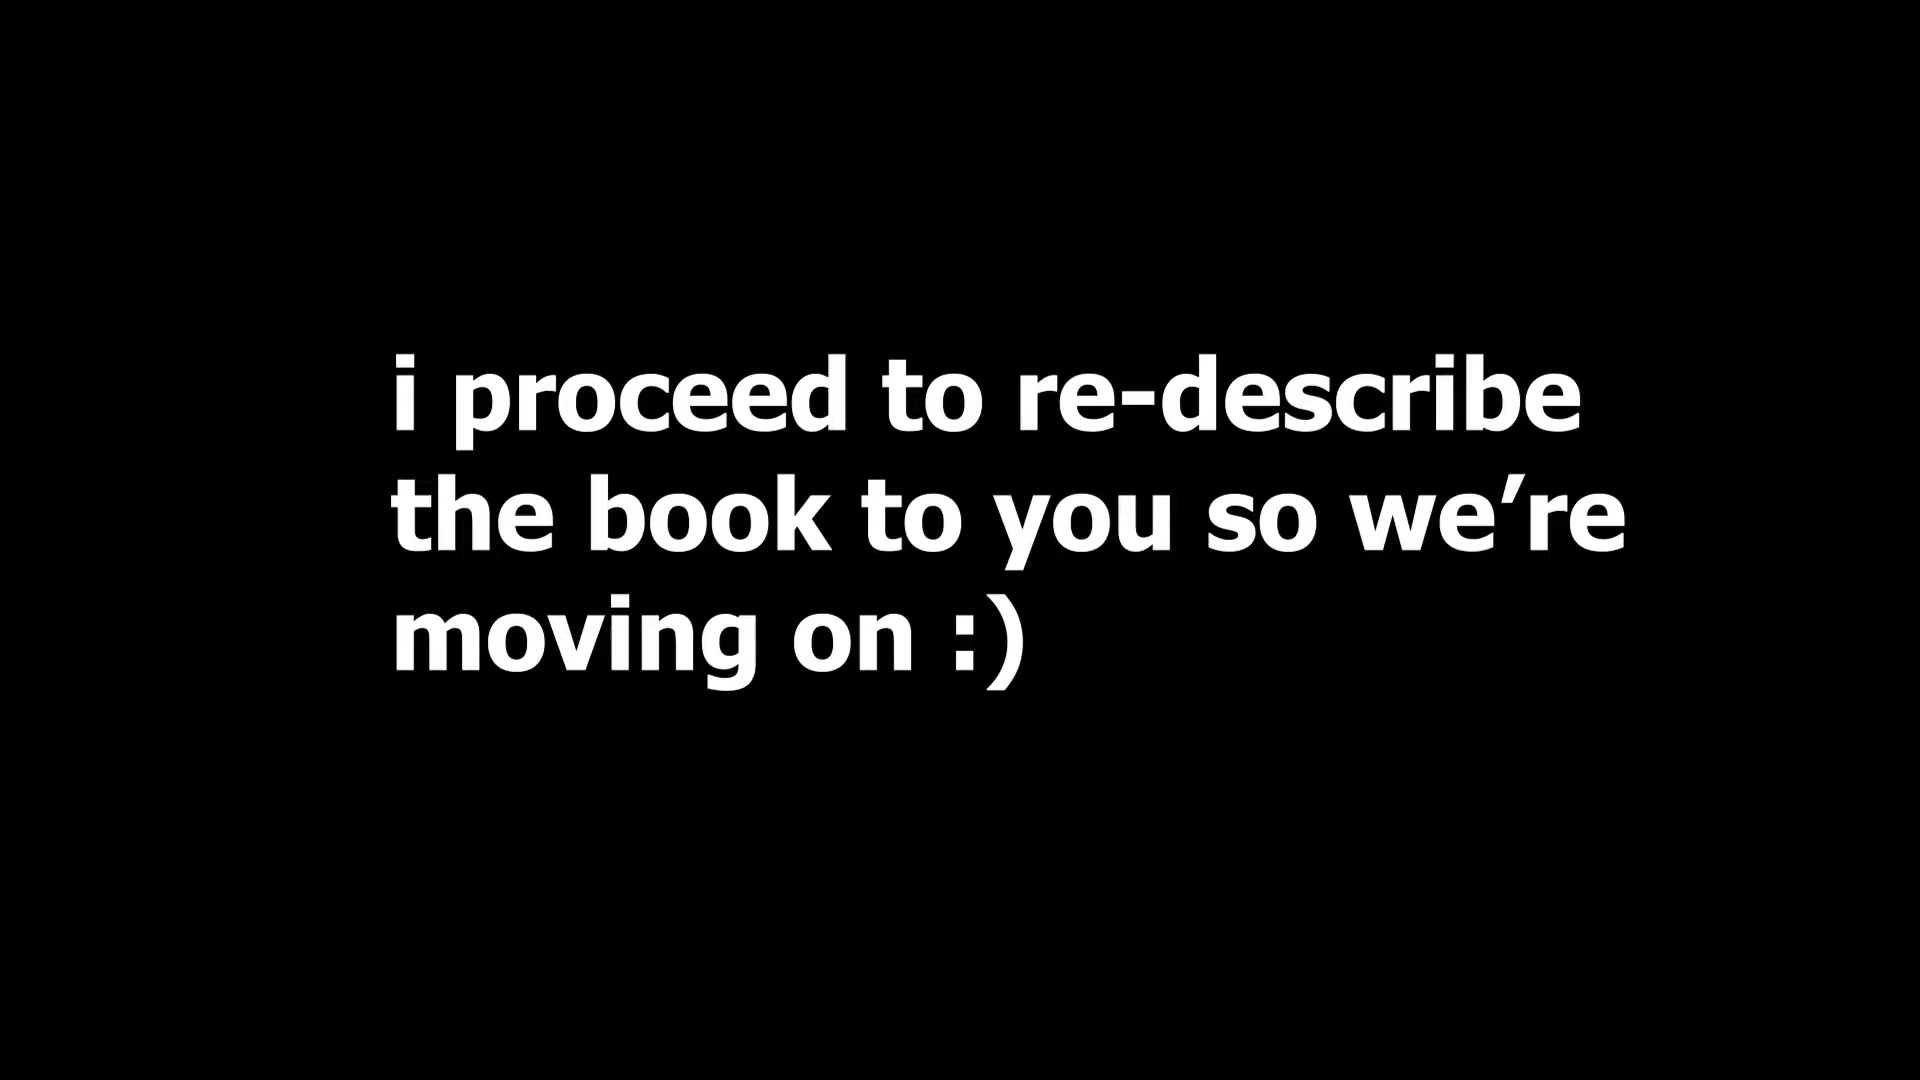 i proceed to re-describe
the book to you so we’re
moving on :)